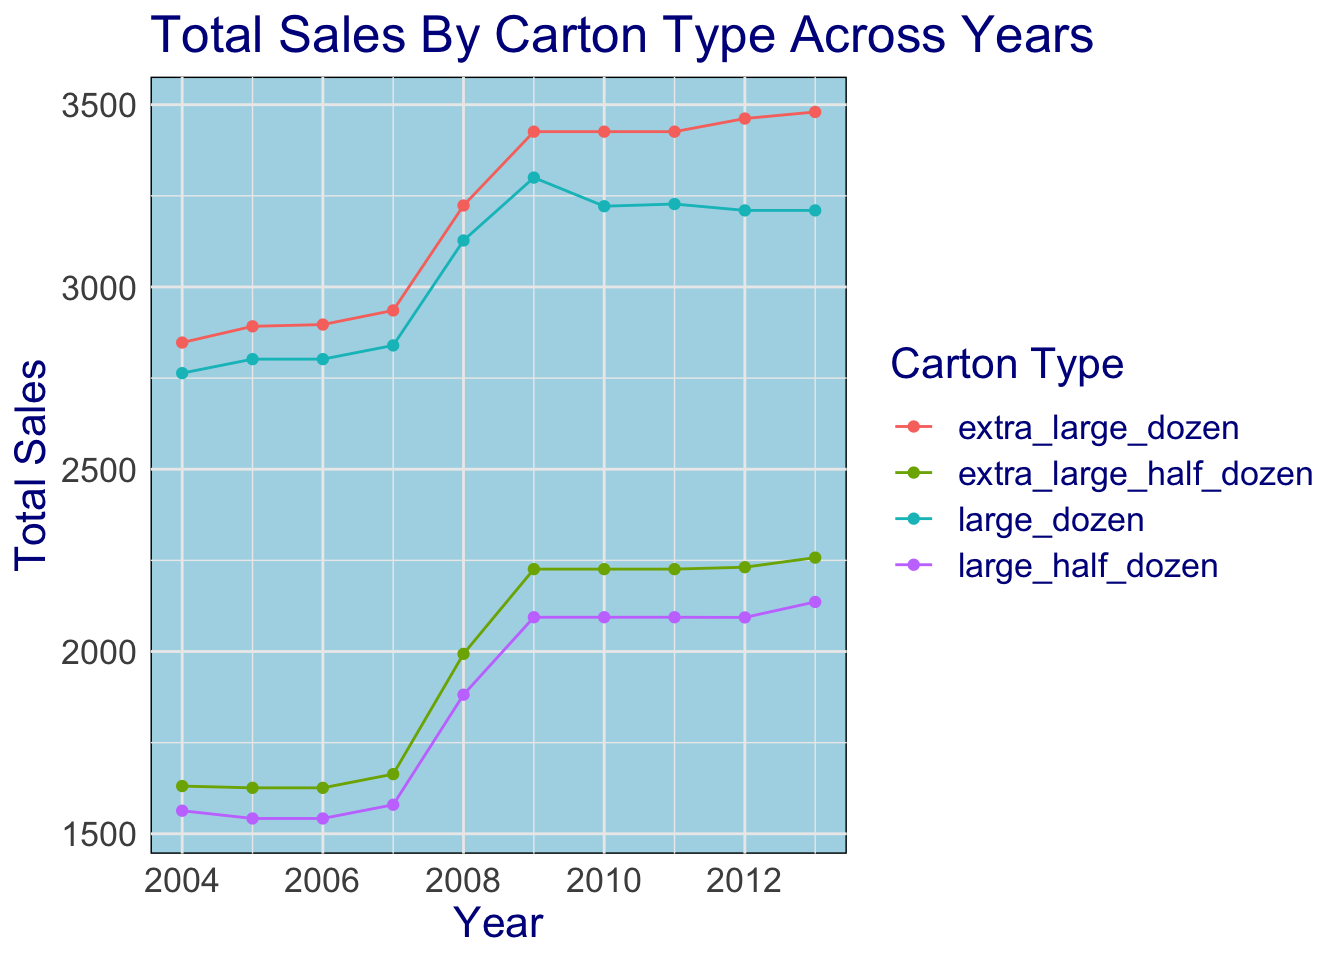 Total Sales By Carton Type Across Years
3500
3000
2500
2000
1500
Total Sales
2004 2006 2008 2010 2012
Year
Carton Type
extra_large_dozen
extra_large_half_dozen
large_dozen
large_half_dozen